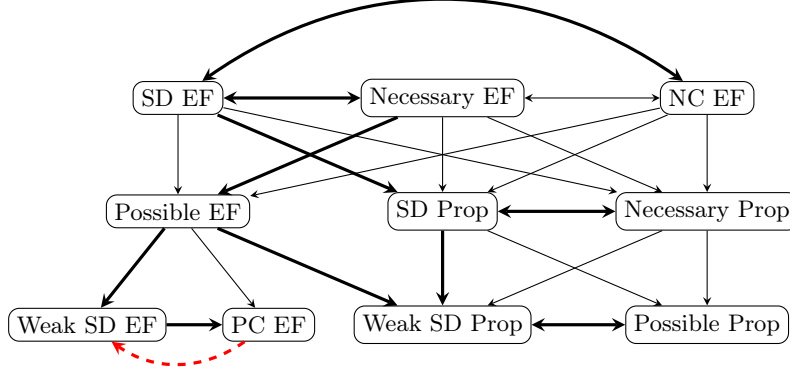 SD EF
Necessary EF
NC EF
Possible EF
SD Prop
Necessary Prop
Weak SD EF
PC EF
Weak SD Prop
Possible Prop